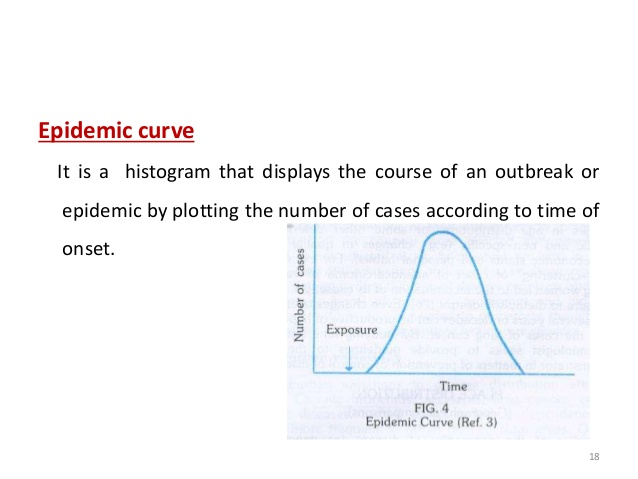 Epidemic curve
It is a histogram that displays the course of an outbreak or
epidemic by plotting the number of cases according to time of
onset.
Number of cases
Exposure
Time
FIG. 4
Epidemic Curve (Ref. 3)
18